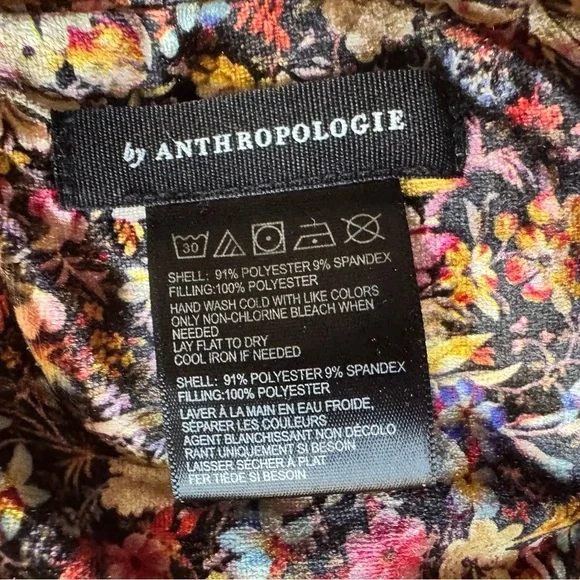 by ANTHROPOLOGIE
30
SHELL: 91% POLYESTER 9% SPANDEX
FILLING:100% POLYESTER
HAND WASH COLD WITH LIKE COLORS
ONLY NON-CHLORINE BLEACH WHEN
NEEDED
LAY FLAT TO DRY
COOL IRON IF NEEDED
SHELL: 91% POLYESTER 9% SPANDEX
FILLING:100% POLYESTER
LAVER À LA MAIN EN EAU FROIDE,
SÉPARER LES COULEURS
AGENT BLANCHISSANT NON DÉCOLO
RANT UNIQUEMENT SI BESOIN
LAISSER SÉCHER À PLAT
FER TIÈDE SI BESOIN